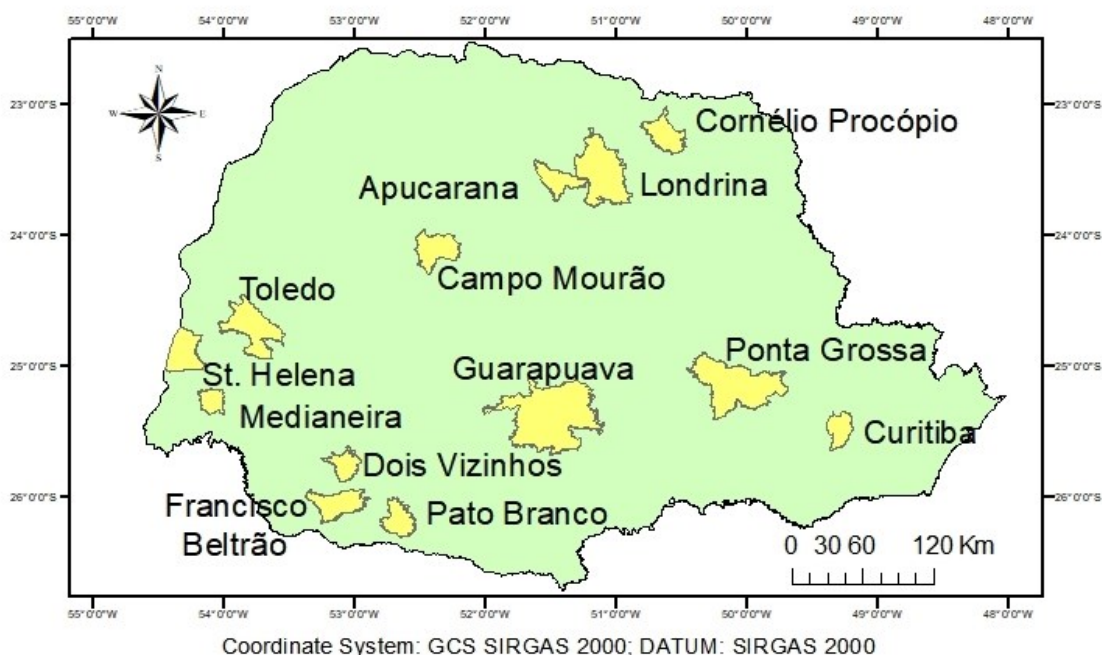 55°0'0"W 54°0'0"W 53°0'0"W 52°0'0"W 51°0'0"W 50°0'0"W 49°0'0"W 48°0'0"W
N
W E
S
23°0'0"S 23°0'0"S
Cornélio Procópio
Apucarana Londrina
24°0'0"S 24°0'0"S
Campo Mourão
Toledo
25°0'0"S 25°0'0"S
Ponta Grossa
St. Helena Guarapuava
Medianeira
Curitiba
Dois Vizinhos
26°0'0"S 26°0'0"S
Francisco
Beltrão
Pato Branco
0 30 60 120 Km
55°0'0"W 54°0'0"W 53°0'0"W 52°0'0"W 51°0'0"W 50°0'0"W 49°0'0"W 48°0'0"W
Coordinate System: GCS SIRGAS 2000; DATUM: SIRGAS 2000